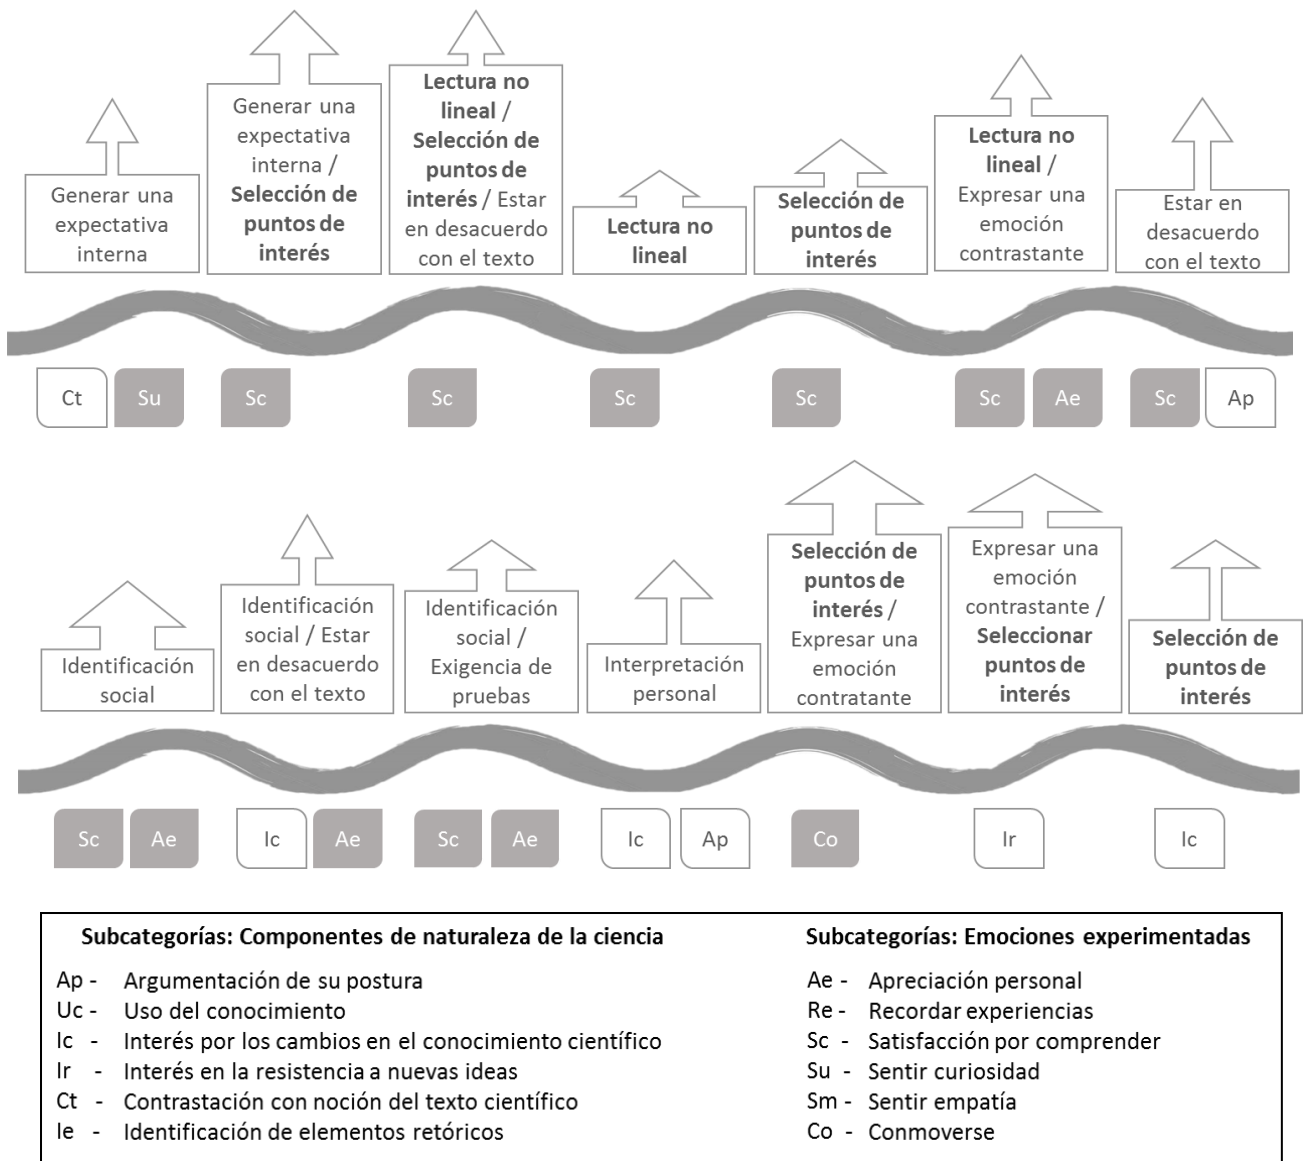 Generar una
expectativa
interna
Generar una
expectativa
interna /
Selección de
puntos de
interés
Lectura no
lineal /
Selección de
puntos de
interés / Estar
en desacuerdo
con el texto
Lectura no
lineal
Selección de
puntos de
interés
Lectura no
lineal /
Expresar una
emoción
contrastante
Estar en
desacuerdo
con el texto
Ct
Su
Sc
Sc
Sc
Sc
Sc
Ae
Sc
Ap
Identificación
social
Identificación
social / Estar
en desacuerdo
con el texto
Identificación
social /
Exigencia de
pruebas
Interpretación
personal
Selección de
puntos de
interés /
Expresar una
emoción
contratante
Expresar una
emoción
contrastante /
Seleccionar
puntos de
interés
Selección de
puntos de
interés
Sc
Ae
Ic
Ae
Sc
Ae
Ic
Ap
Co
Ir
Ic
Subcategorías: Componentes de naturaleza de la ciencia
Ap - Argumentación de su postura
Uc - Uso del conocimiento
Ic - Interés por los cambios en el conocimiento científico
Ir - Interés en la resistencia a nuevas ideas
Ct - Contrastación con noción del texto científico
Ie - Identificación de elementos retóricos
Subcategorías: Emociones experimentadas
Ae - Apreciación personal
Re - Recordar experiencias
Sc - Satisfacción por comprender
Su - Sentir curiosidad
Sm - Sentir empatía
Co - Conmoverse